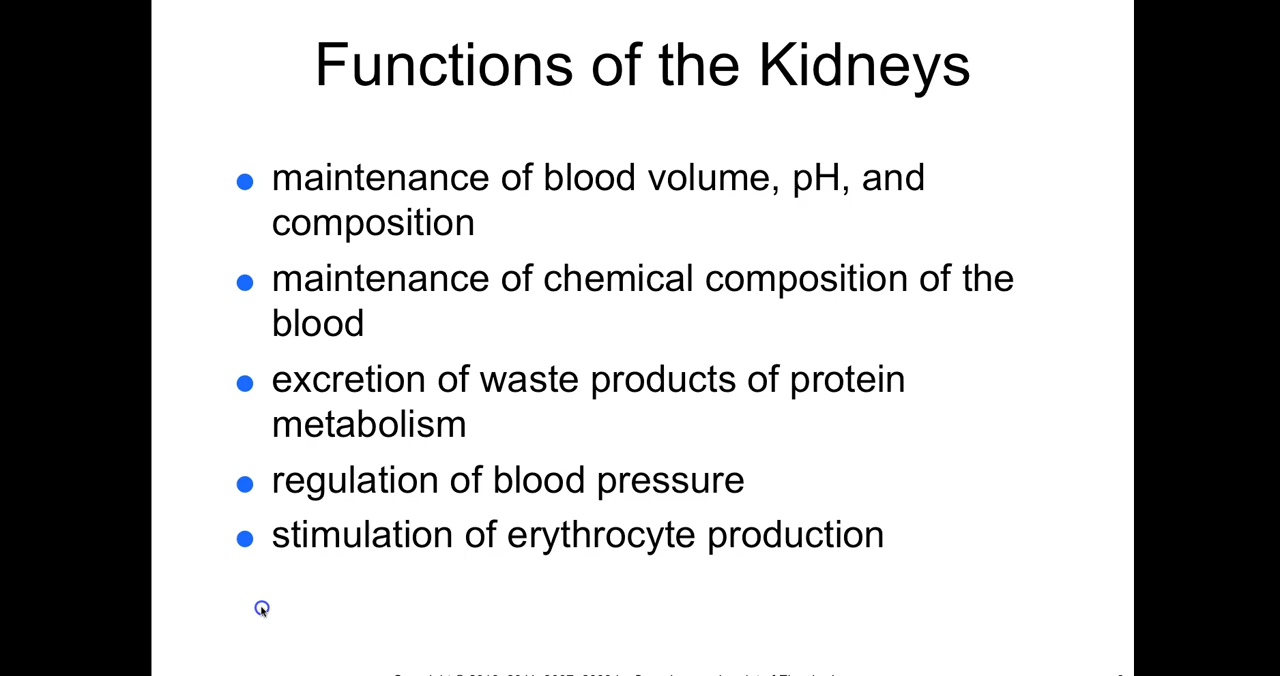 Functions of the Kidneys
maintenance of blood volume, pH, and
composition
maintenance of chemical composition of the
blood
excretion of waste products of protein
metabolism
regulation of blood pressure
stimulation of erythrocyte production